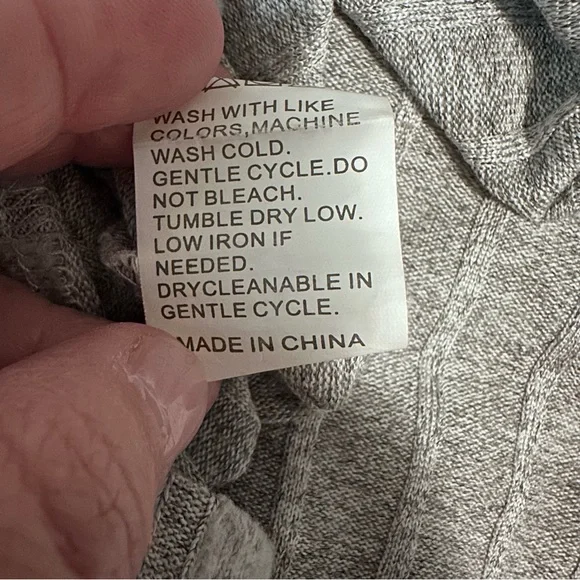 WASH WITH LIKE
COLORS,MACHINE
WASH COLD.
GENTLE CYCLE.DO
NOT BLEACH.
TUMBLE DRY LOW.
LOW IRON IF
NEEDED.
DRYCLEANABLE IN
GENTLE CYCLE.
MADE IN CHINA